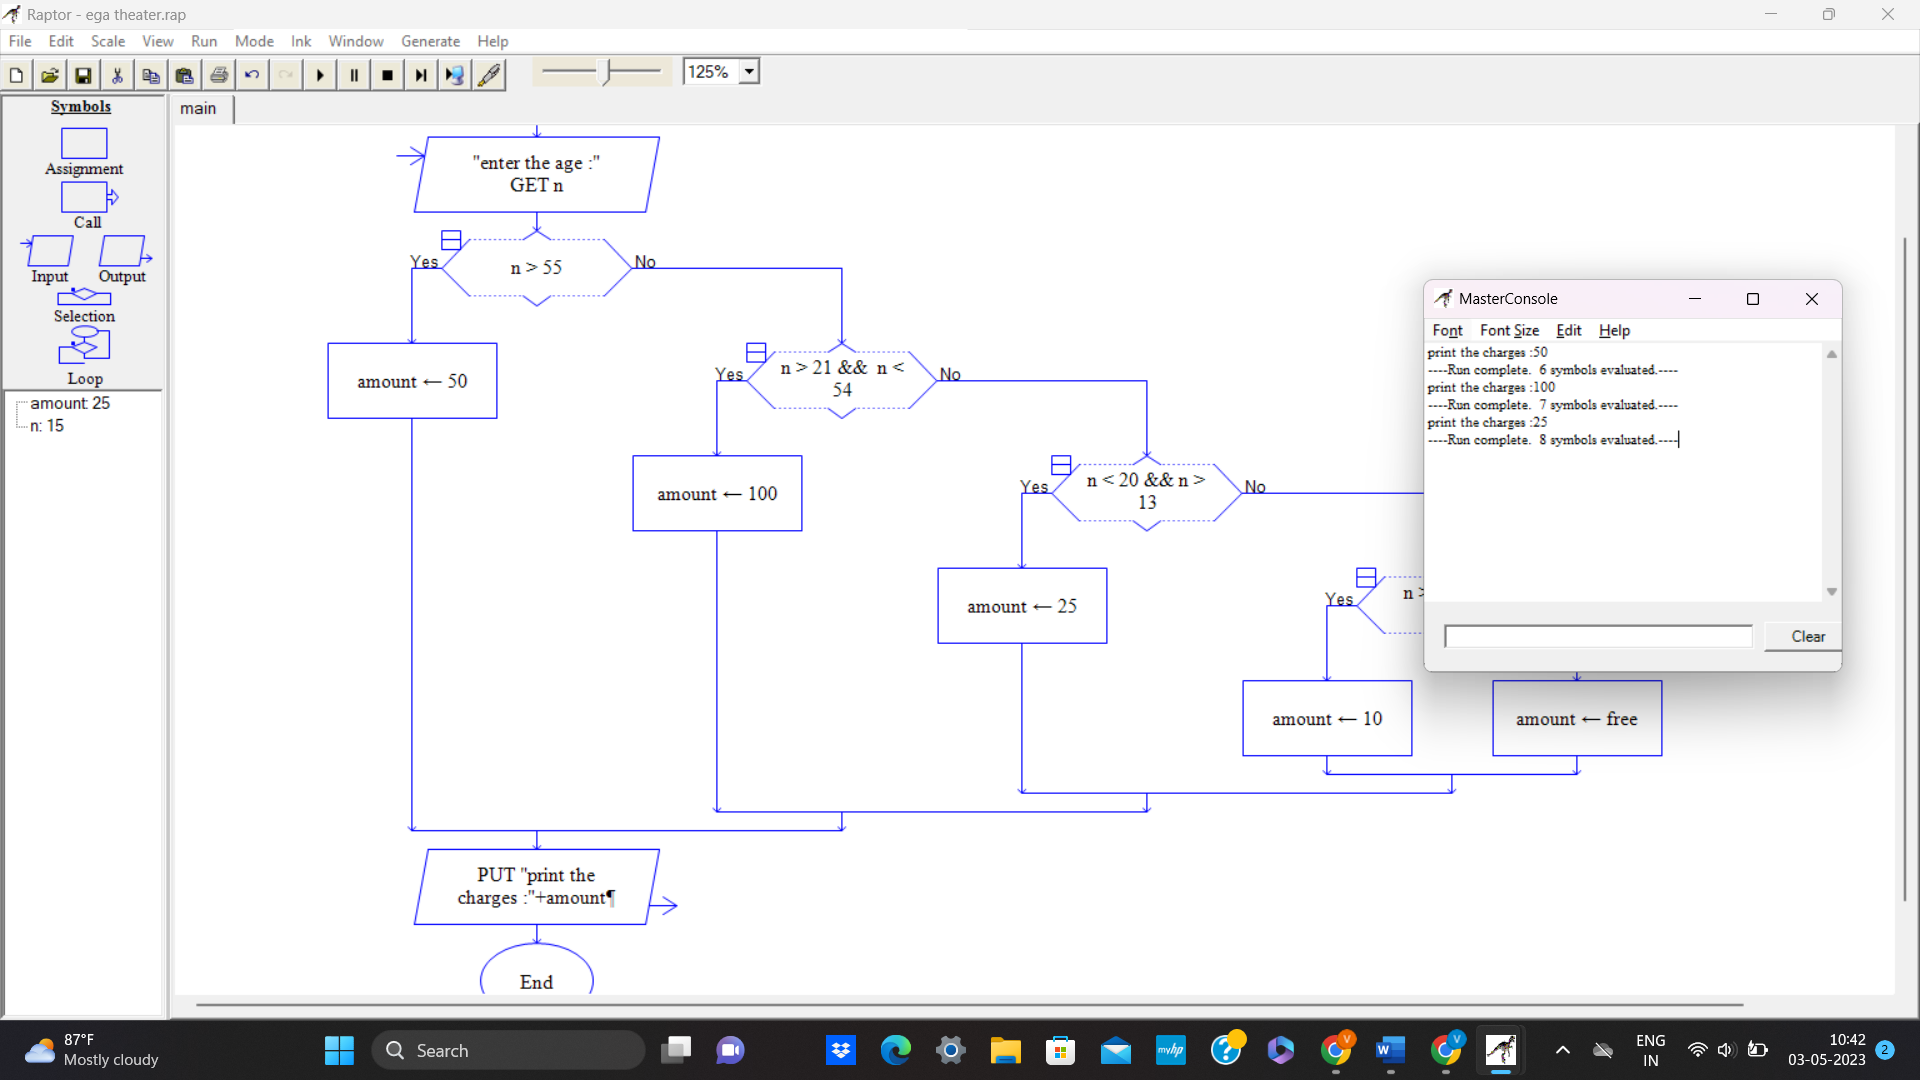 Raptor - ega theater.rap
File Edit Scale View Run Mode Ink Window Generate Help
125%
Symbols
main
Assignment
Call
Input Output
Selection
Loop
amount: 25
n: 15
"enter the age :"
GET n
Yes
n > 55
No
amount ← 50
Yes
n > 21 && n <
54
No
amount ← 100
Yes
n < 20 && n >
13
No
amount ← 25
Yes
n >
amount ← 10
amount ← free
PUT "print the
charges :"+amount¶
End
MasterConsole
Font Font Size Edit Help
print the charges :50
----Run complete. 6 symbols evaluated.----
print the charges :100
----Run complete. 7 symbols evaluated.----
print the charges :25
----Run complete. 8 symbols evaluated.----
Clear
87°F
Mostly cloudy
Search
myhp
W
V
V
ENG
IN
10:42
03-05-2023
2